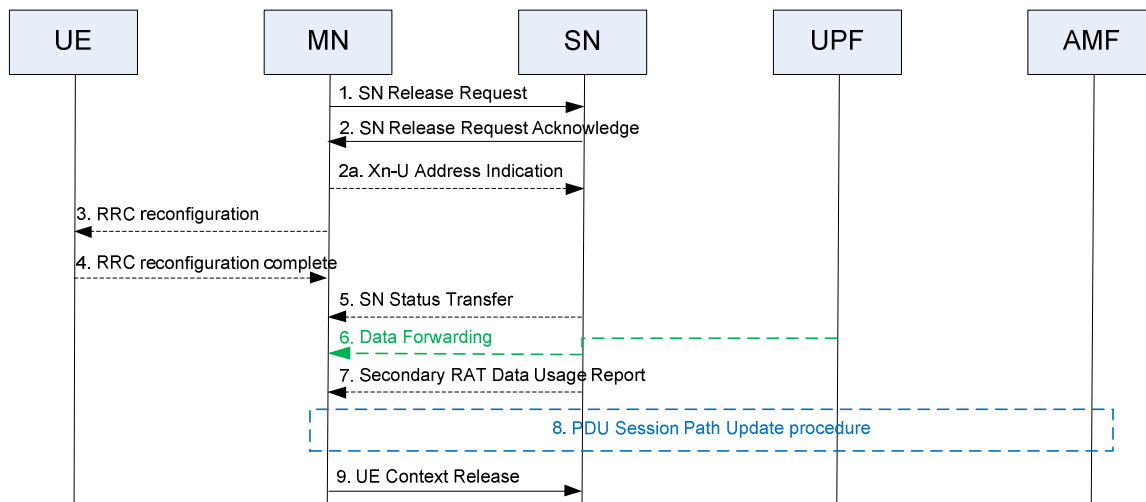 UE
MN
SN
UPF
AMF
1. SN Release Request
2. SN Release Request Acknowledge
2a. Xn-U Address Indication
3. RRC reconfiguration
4. RRC reconfiguration complete
5. SN Status Transfer
6. Data Forwarding
7. Secondary RAT Data Usage Report
8. PDU Session Path Update procedure
9. UE Context Release